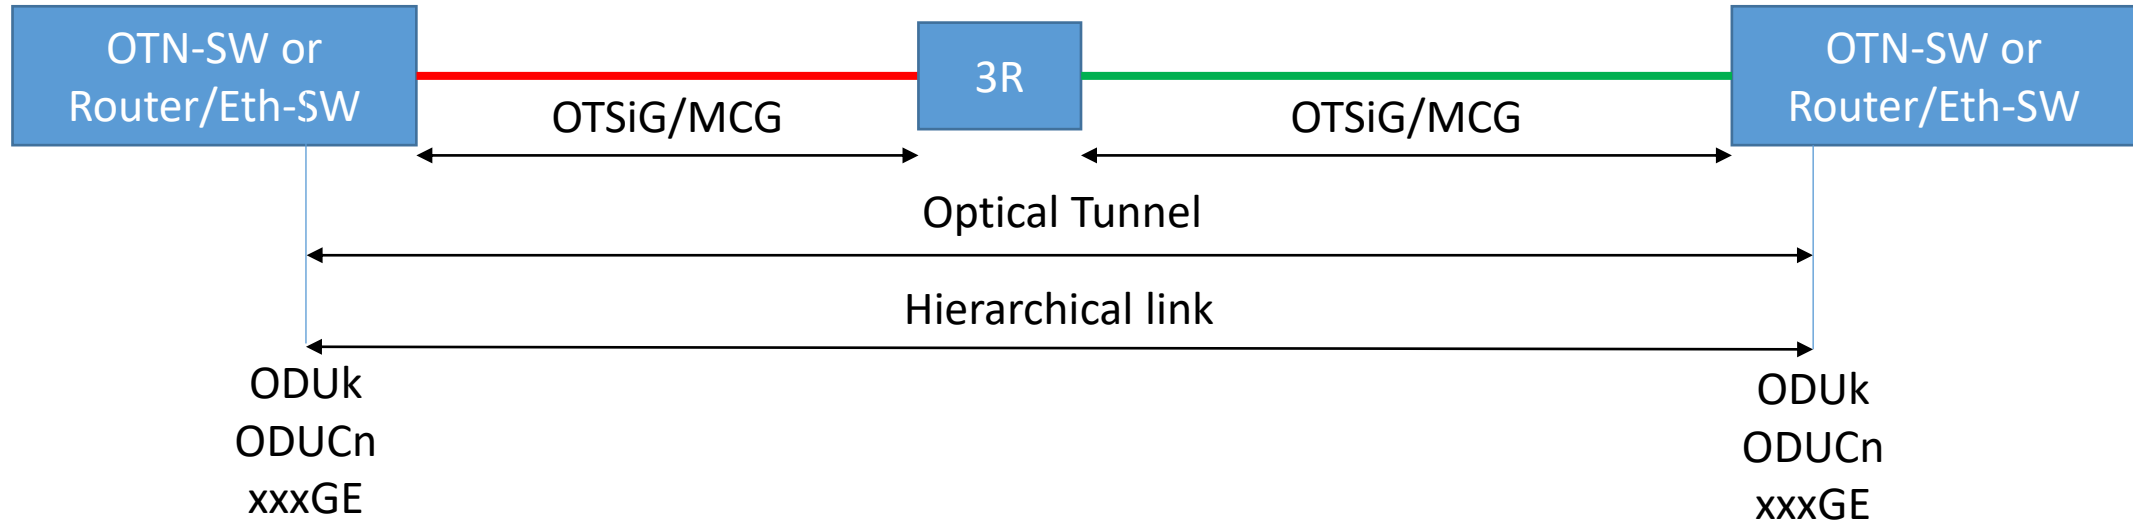 OTN-SW or
Router/Eth-SW
3R
OTN-SW or
Router/Eth-SW
OTSiG/MCG
OTSiG/MCG
Optical Tunnel
Hierarchical link
ODUk
ODUCn
xxxGE
ODUk
ODUCn
xxxGE